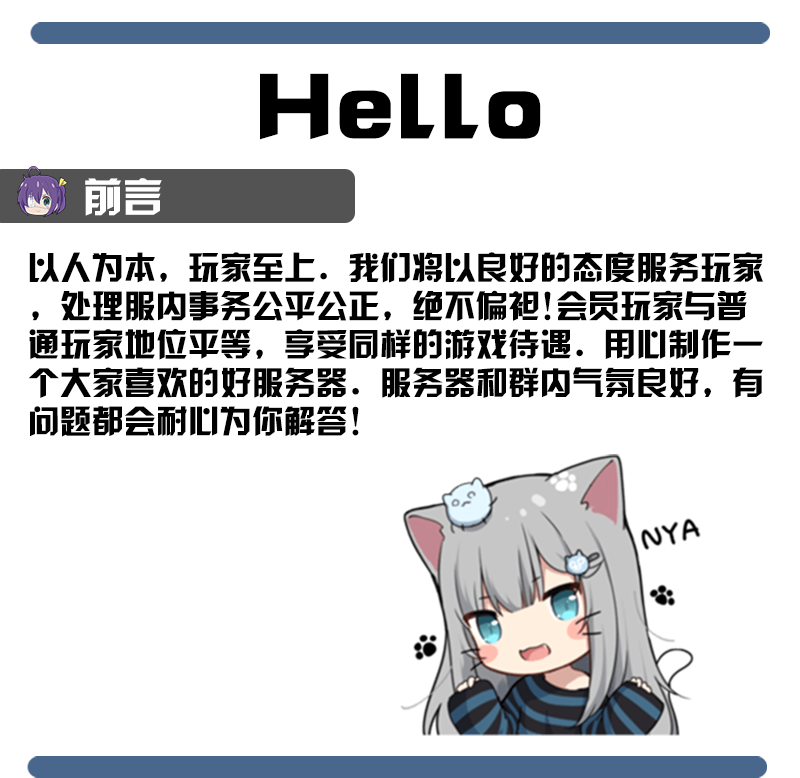 Hello
前言
以人为本，玩家至上．我们将以良好的态度服务玩家
，处理服内事务公平公正，绝不偏袒！会员玩家与普
通玩家地位平等，享受同样的游戏待遇．用心制作一
个大家喜欢的好服务器．服务器和群内气氛良好，有
问题都会耐心为你解答！
NYA